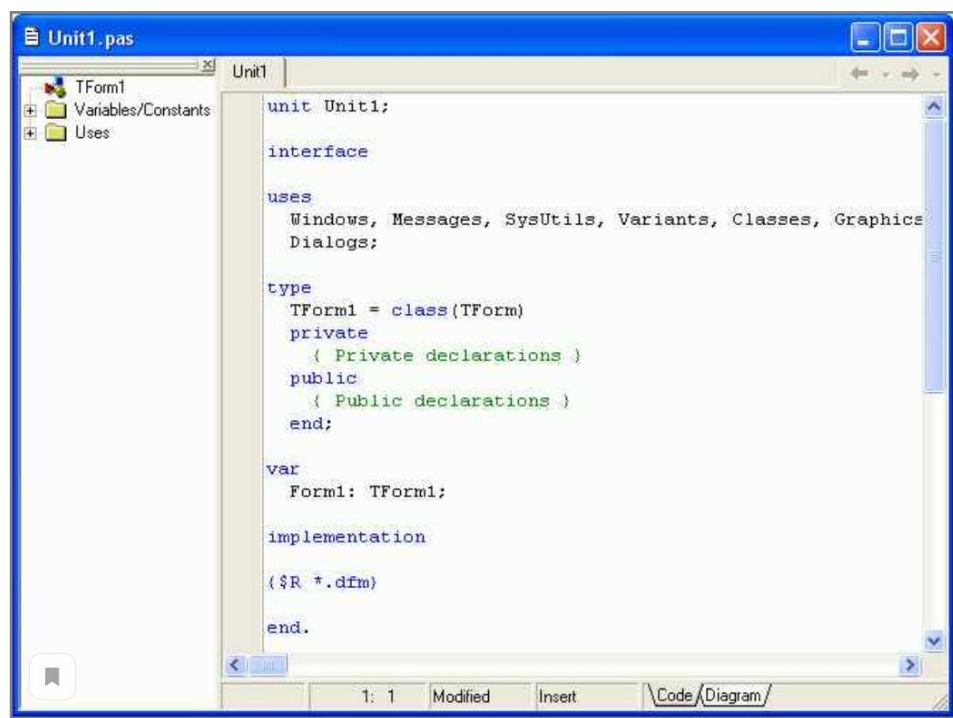 Unit1.pas
TForm1
Variables/Constants
Uses
Unit1
unit Unit1;
interface
uses
Windows, Messages, SysUtils, Variants, Classes, Graphics
Dialogs;
type
TForm1 = class(TForm)
private
{ Private declarations }
public
{ Public declarations }
end;
var
Form1: TForm1;
implementation
{$R *.dfm}
end.
1: 1 Modified Insert Code Diagram